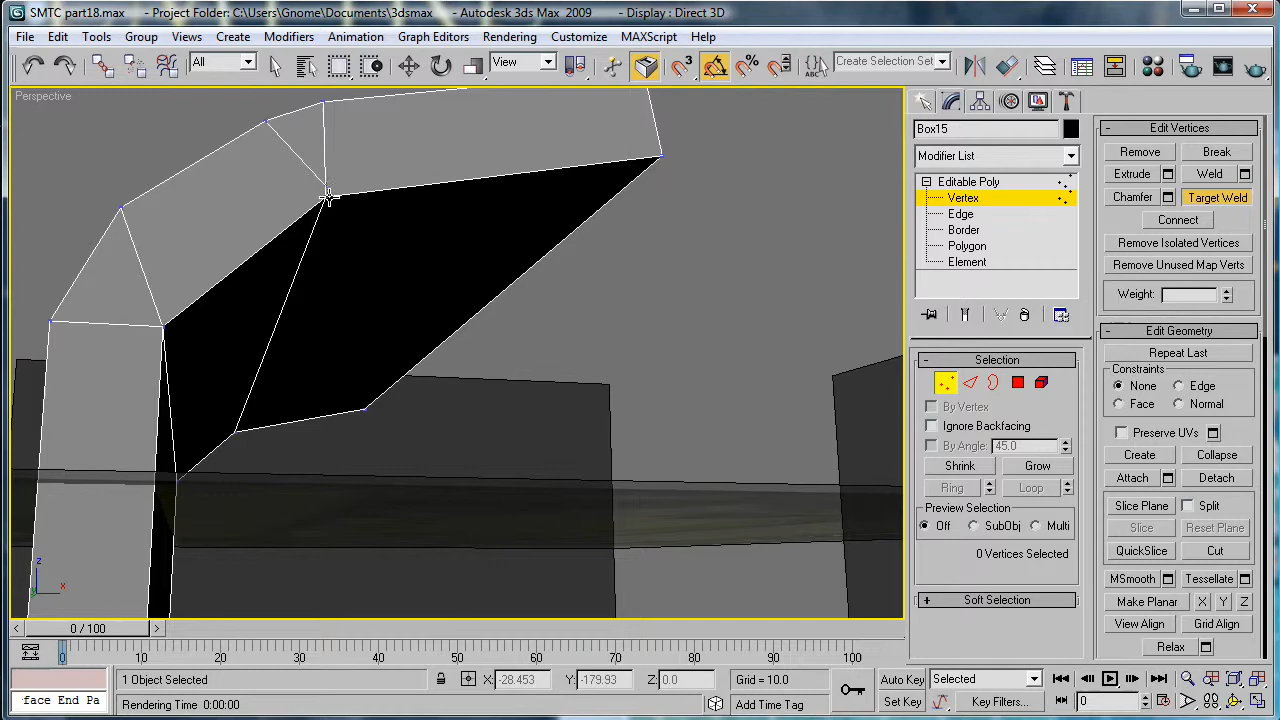 SMTC part18.max - Project Folder: C:\Users\Gnome\Documents\3dsmax - Autodesk 3ds Max 2009 - Display : Direct 3D
File Edit Tools Group Views Create Modifiers Animation Graph Editors Rendering Customize MAXScript Help
All View 3 % ABC Create Selection Set
Perspective
Box15
Modifier List
Editable Poly
Vertex
Edge
Border
Polygon
Element
- Selection
By Vertex
Ignore Backfacing
By Angle: 45.0
Shrink Grow
Ring Loop
Preview Selection
Off SubObj Multi
0 Vertices Selected
+ Soft Selection
- Edit Vertices
Remove Break
Extrude Weld
Chamfer Target Weld
Connect
Remove Isolated Vertices
Remove Unused Map Verts
Weight:
- Edit Geometry
Repeat Last
Constraints
None Edge
Face Normal
Preserve UVs
Create Collapse
Attach Detach
Slice Plane Split
Slice Reset Plane
QuickSlice Cut
MSmooth Tessellate
Make Planar X Y Z
View Align Grid Align
Relax
z
x
< 0 / 100 >
0 10 20 30 40 50 60 70 80 90 100
1 Object Selected X: -28.453 Y: -179.93 Z: 0.0 Grid = 10.0 Auto Key Selected
face End Pa Rendering Time 0:00:00 Add Time Tag Set Key Key Filters... 0